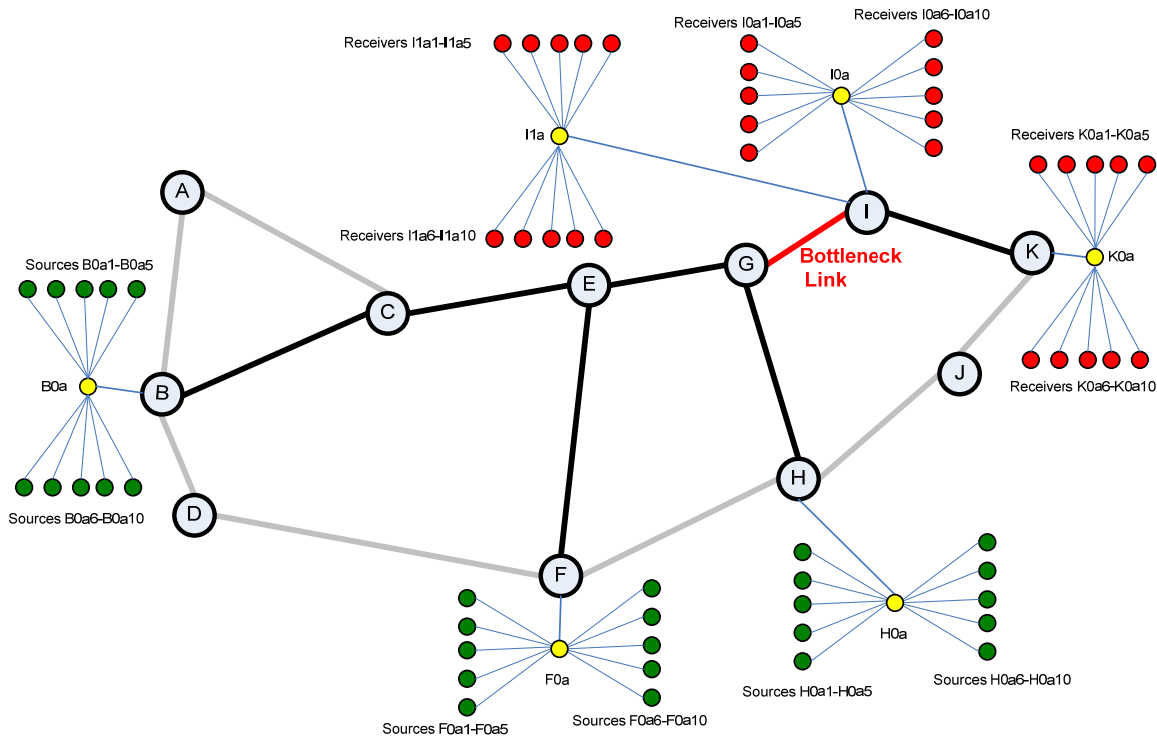 Receivers I0a6-I0a10
Receivers I0a1-I0a5
Receivers I1a1-I1a5
I0a
I1a
Receivers K0a1-K0a5
A
I
Receivers I1a6-I1a10
K
K0a
G
Bottleneck
Link
Sources B0a1-B0a5
E
C
J
B0a
B
Receivers K0a6-K0a10
H
D
Sources B0a6-B0a10
F
H0a
F0a
Sources H0a6-H0a10
Sources H0a1-H0a5
Sources F0a6-F0a10
Sources F0a1-F0a5